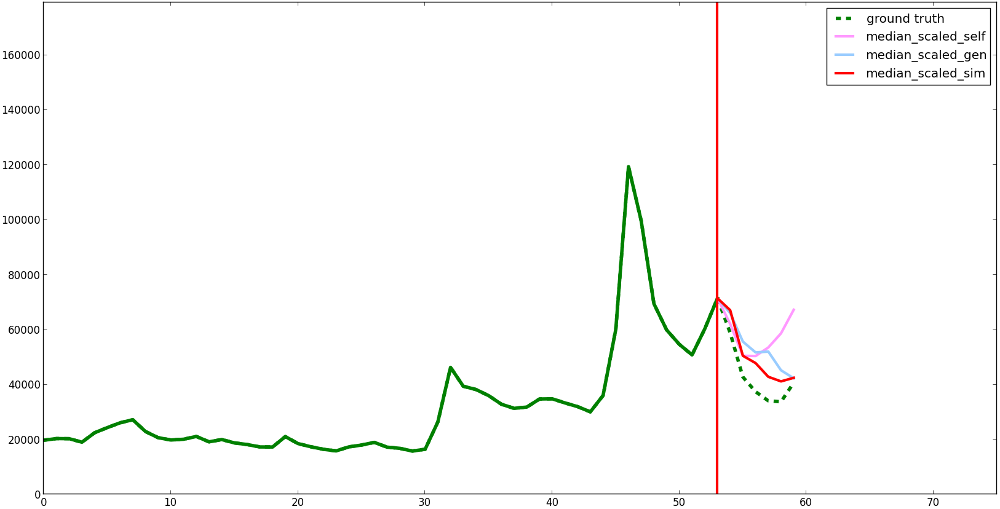 ground truth
median_scaled_self
median_scaled_gen
median_scaled_sim
160000
140000
120000
100000
80000
60000
40000
20000
0
0 10 20 30 40 50 60 70